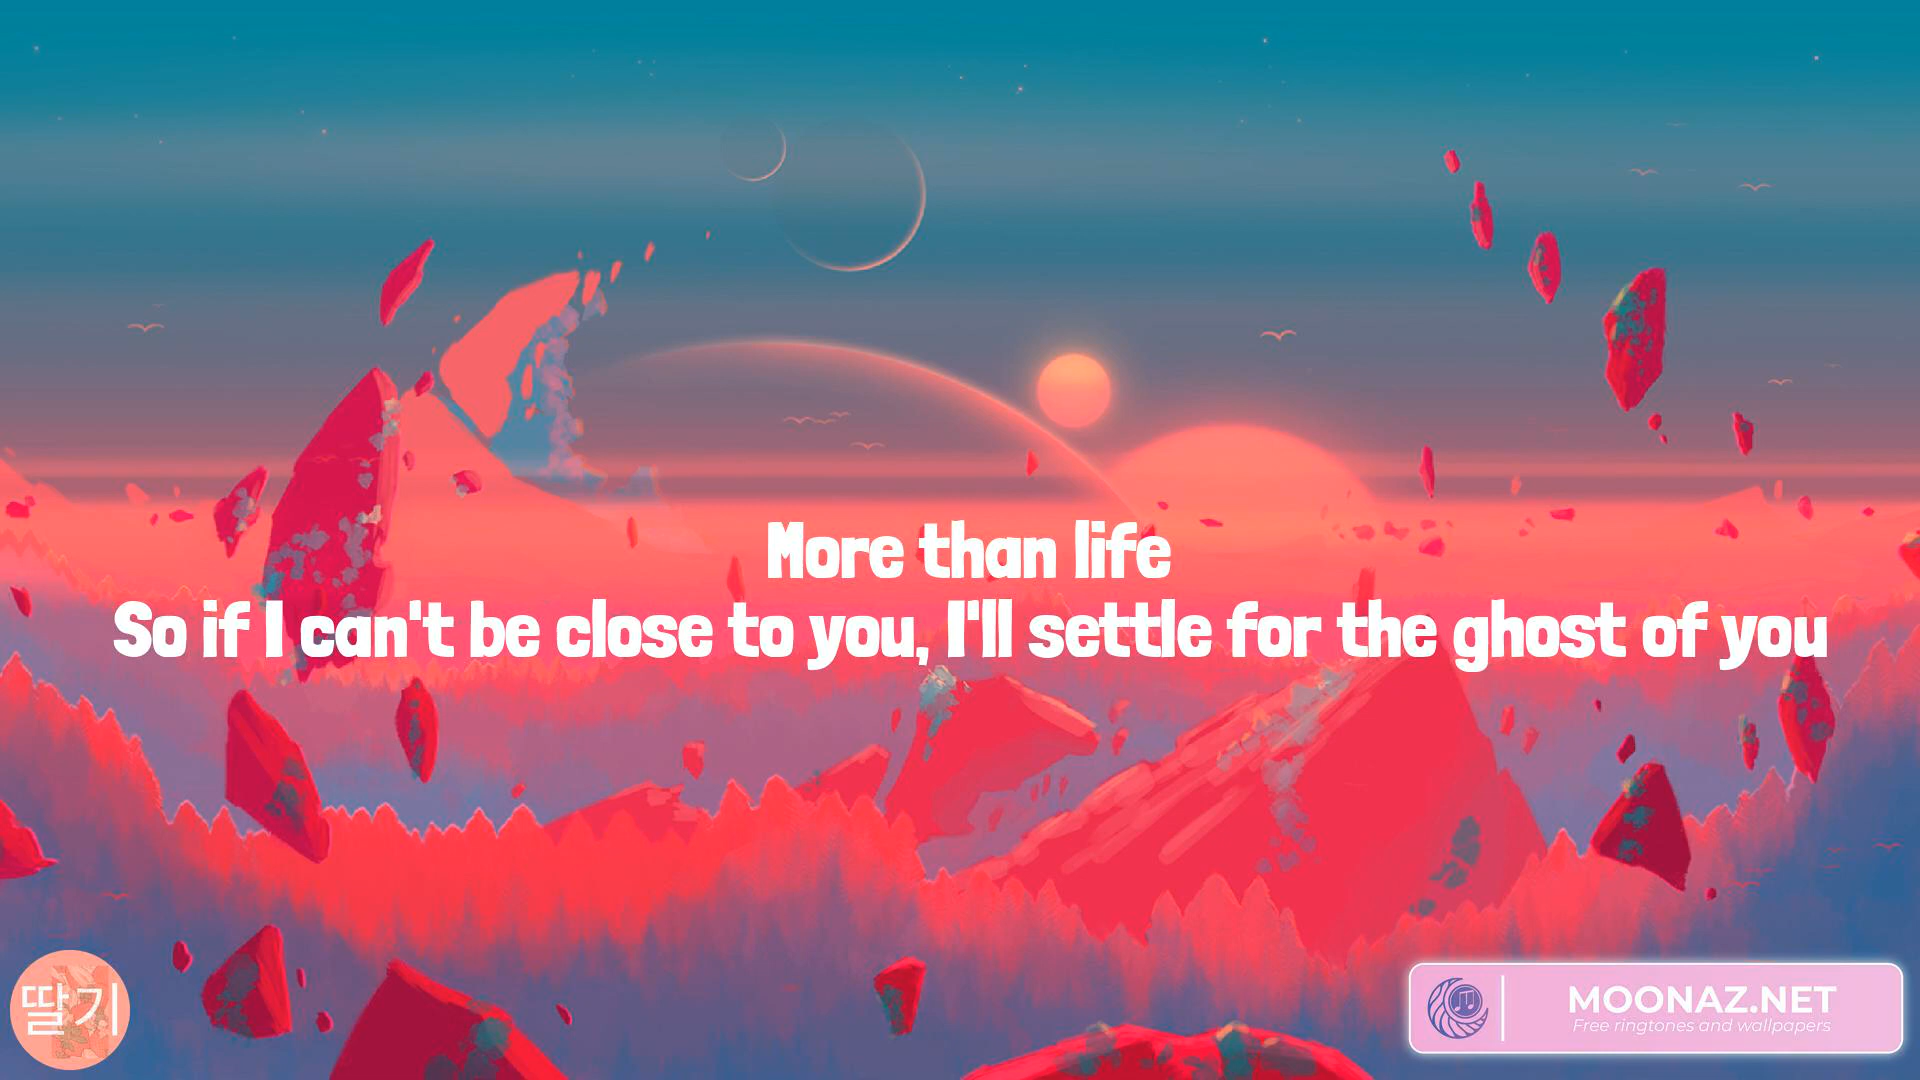 More than life
So if I can't be close to you, I'll settle for the ghost of you
딸기
MOONAZ.NET
Free ringtones and wallpapers